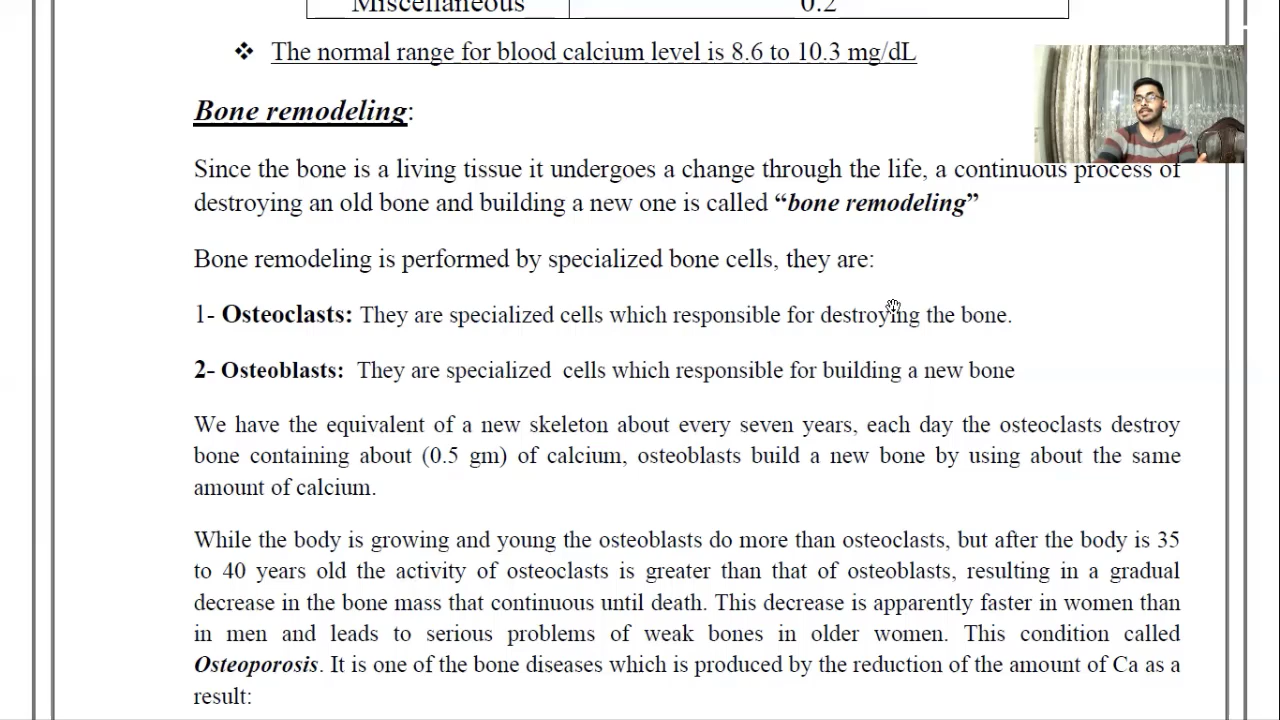 Miscellaneous 0.2
❖ The normal range for blood calcium level is 8.6 to 10.3 mg/dL
Bone remodeling:
Since the bone is a living tissue it undergoes a change through the life, a continuous process of
destroying an old bone and building a new one is called “bone remodeling”
Bone remodeling is performed by specialized bone cells, they are:
1- Osteoclasts: They are specialized cells which responsible for destroying the bone.
2- Osteoblasts: They are specialized cells which responsible for building a new bone
We have the equivalent of a new skeleton about every seven years, each day the osteoclasts destroy
bone containing about (0.5 gm) of calcium, osteoblasts build a new bone by using about the same
amount of calcium.
While the body is growing and young the osteoblasts do more than osteoclasts, but after the body is 35
to 40 years old the activity of osteoclasts is greater than that of osteoblasts, resulting in a gradual
decrease in the bone mass that continuous until death. This decrease is apparently faster in women than
in men and leads to serious problems of weak bones in older women. This condition called
Osteoporosis. It is one of the bone diseases which is produced by the reduction of the amount of Ca as a
result: